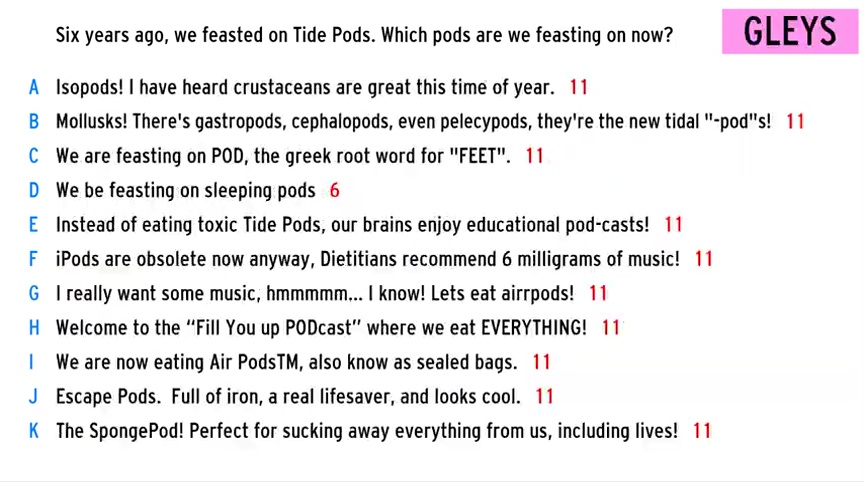 Six years ago, we feasted on Tide Pods. Which pods are we feasting on now?
GLEYS
A Isopods! I have heard crustaceans are great this time of year. 11
B Mollusks! There's gastropods, cephalopods, even pelecypods, they're the new tidal "-pod"s! 11
C We are feasting on POD, the greek root word for "FEET". 11
D We be feasting on sleeping pods 6
E Instead of eating toxic Tide Pods, our brains enjoy educational pod-casts! 11
F iPods are obsolete now anyway, Dietitians recommend 6 milligrams of music! 11
G I really want some music, hmmmmm... I know! Lets eat airrpods! 11
H Welcome to the “Fill You up PODcast” where we eat EVERYTHING! 11
I We are now eating Air PodsTM, also know as sealed bags. 11
J Escape Pods. Full of iron, a real lifesaver, and looks cool. 11
K The SpongePod! Perfect for sucking away everything from us, including lives! 11